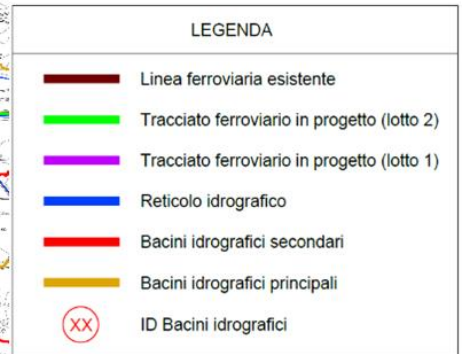 LEGENDA
Linea ferroviaria esistente
Tracciato ferroviario in progetto (lotto 2)
Tracciato ferroviario in progetto (lotto 1)
Reticolo idrografico
Bacini idrografici secondari
Bacini idrografici principali
XX ID Bacini idrografici